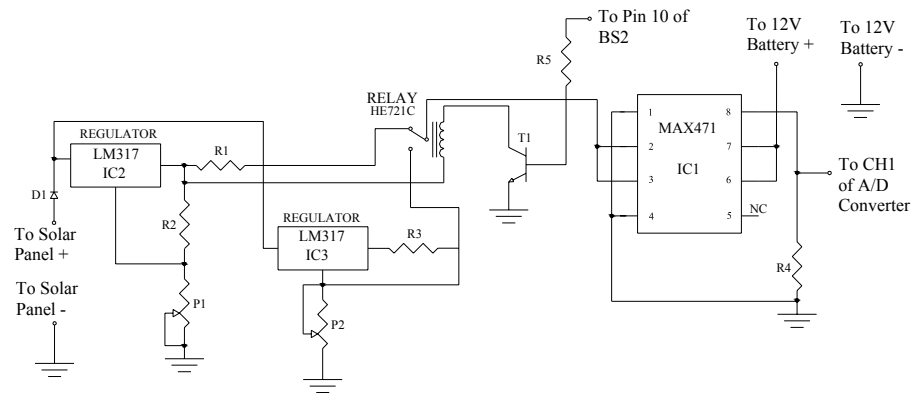 To Pin 10 of
BS2
To 12V
Battery +
To 12V
Battery -
R5
RELAY
HE721C
REGULATOR
LM317
IC2
R1
T1
1
2
3
4
MAX471
IC1
8
7
6
5
NC
To CH1
of A/D
Converter
D1
To Solar
Panel +
R2
REGULATOR
LM317
IC3
R3
R4
To Solar
Panel -
P1
P2